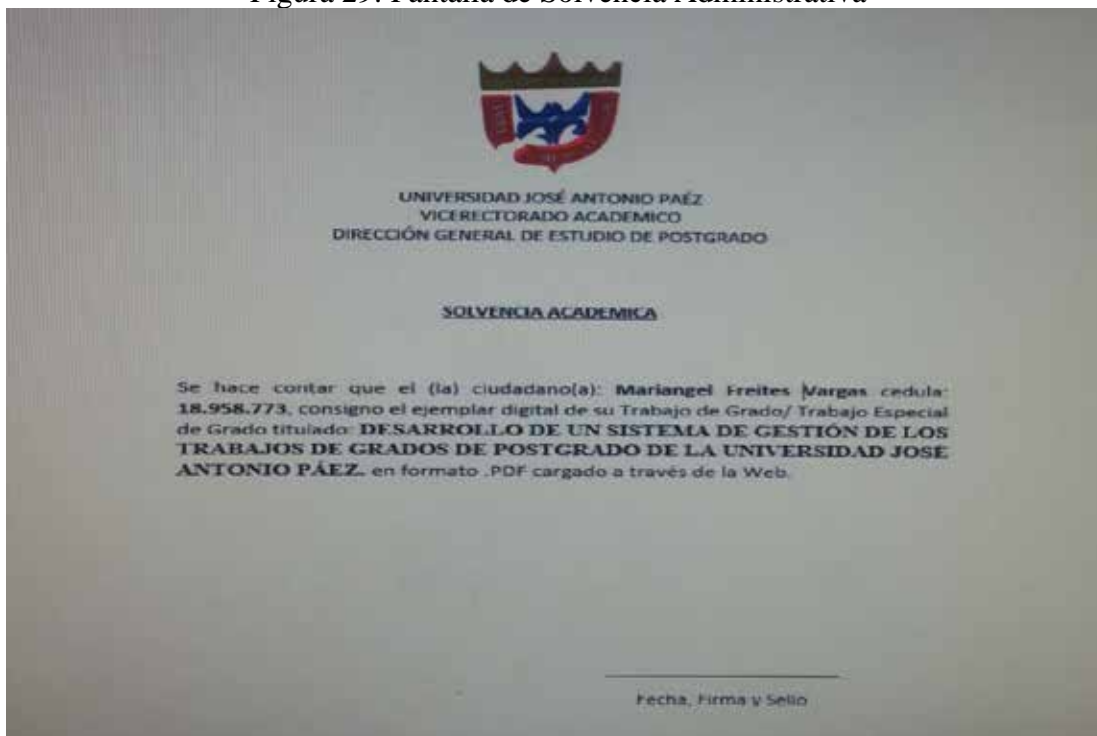 Figura 29. Pantalla de Solvencia Administrativa
UNIVERSIDAD JOSÉ ANTONIO PAÉZ
VICERECTORADO ACADEMICO
DIRECCIÓN GENERAL DE ESTUDIO DE POSTGRADO
SOLVENCIA ACADEMICA
Se hace contar que el (la) ciudadano(a): Mariangel Freites Vargas cedula:
18.958.773, consigno el ejemplar digital de su Trabajo de Grado/ Trabajo Especial
de Grado titulado: DESARROLLO DE UN SISTEMA DE GESTIÓN DE LOS
TRABAJOS DE GRADOS DE POSTGRADO DE LA UNIVERSIDAD JOSÉ
ANTONIO PÁEZ. en formato .PDF cargado a través de la Web.
Fecha, Firma y Sello